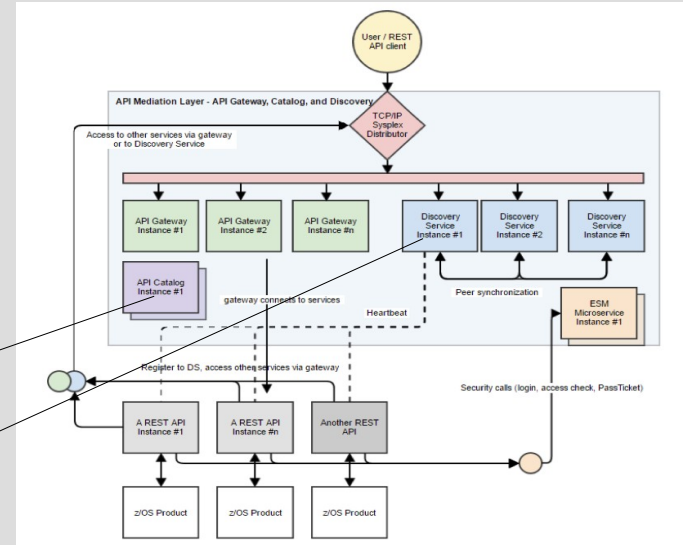 User / REST
API client
API Mediation Layer - API Gateway, Catalog, and Discovery
TCP/IP
Sysplex
Distributor
Access to other services via gateway
or to Discovery Service
API Gateway
Instance #1
API Gateway
Instance #2
API Gateway
Instance #n
Discovery
Service
Instance #1
Discovery
Service
Instance #2
Discovery
Service
Instance #n
API Catalog
Instance #1
gateway connects to services
Heartbeat
Peer synchronization
ESM
Microservice
Instance #1
Register to DS, access other services via gateway
Security calls (login, access check, PassTicket)
A REST API
Instance #1
A REST API
Instance #n
Another REST
API
z/OS Product
z/OS Product
z/OS Product